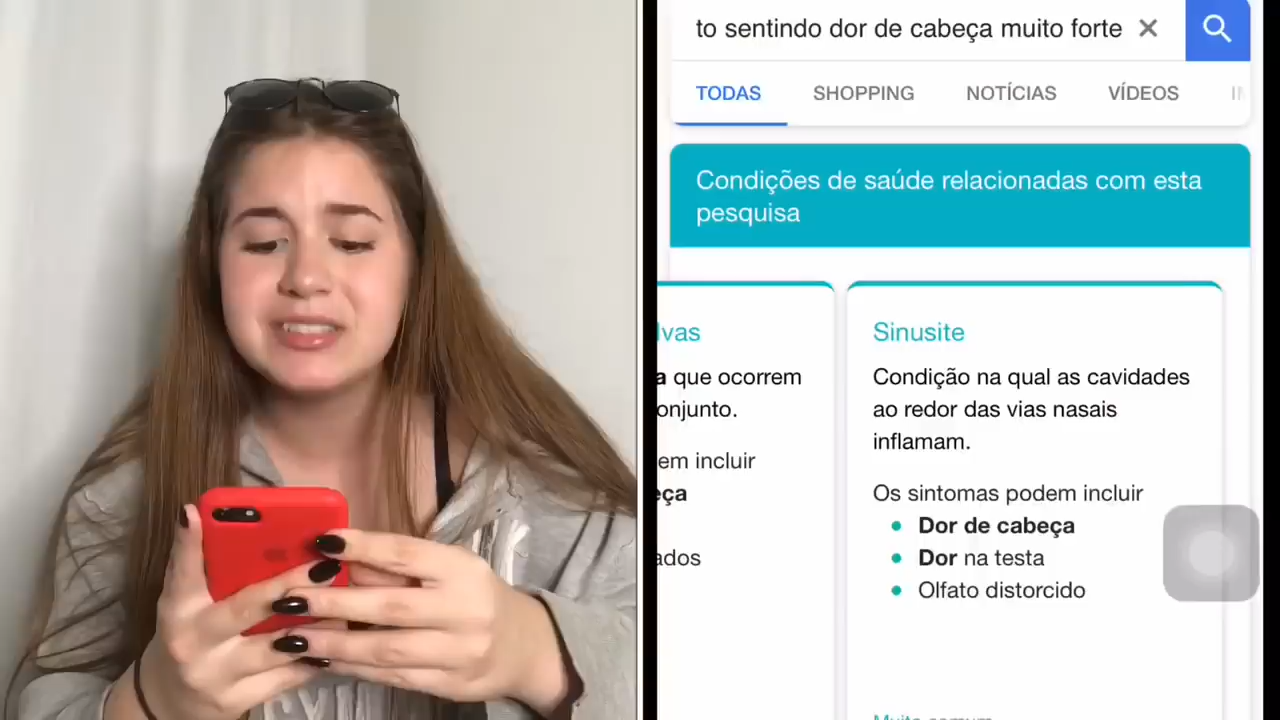 to sentindo dor de cabeça muito forte
TODAS SHOPPING NOTÍCIAS VÍDEOS
Condições de saúde relacionadas com esta
pesquisa
que ocorrem
Sinusite
Condição na qual as cavidades
ao redor das vias nasais
inflamam.
incluir
Os sintomas podem incluir
Dor de cabeça
Dor na testa
Olfato distorcido